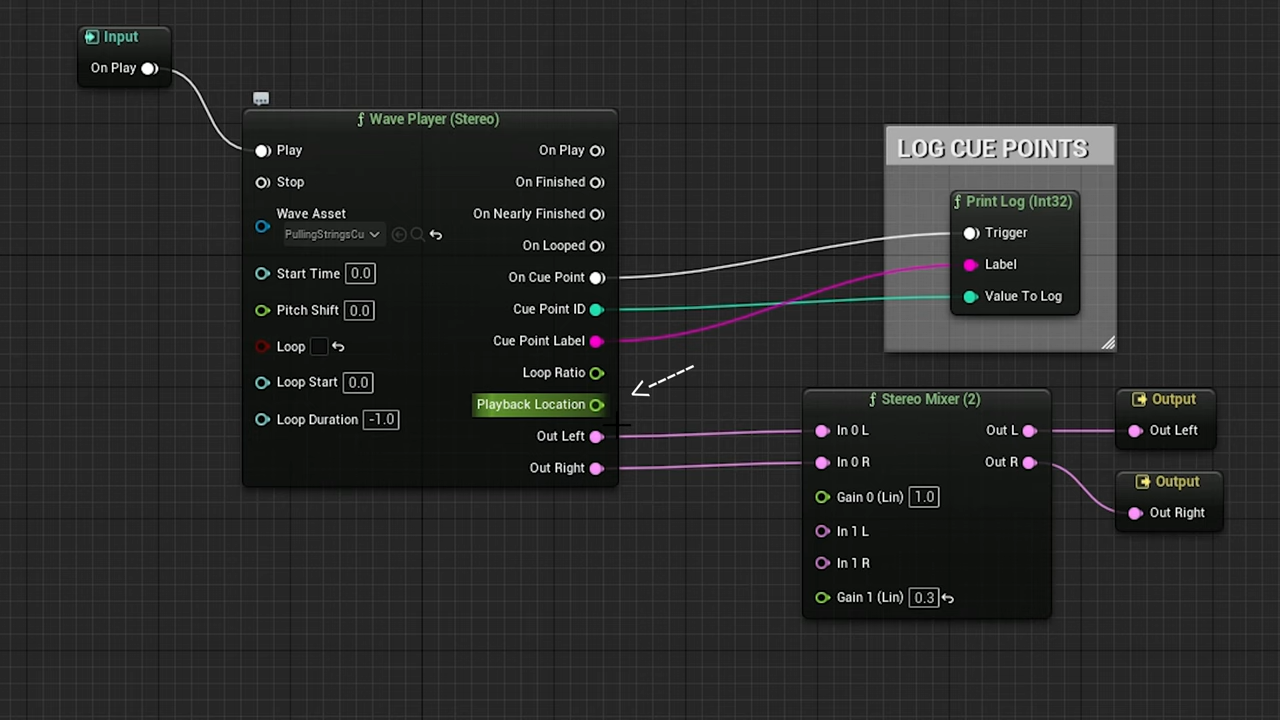 Input
On Play
Wave Player (Stereo)
Play
On Play
Stop
On Finished
Wave Asset
On Nearly Finished
PullingStringsCu
On Looped
Start Time 0.0
On Cue Point
Pitch Shift 0.0
Cue Point ID
Loop
Cue Point Label
Loop Start 0.0
Loop Ratio
Loop Duration -1.0
Playback Location
Out Left
Out Right
LOG CUE POINTS
Print Log (Int32)
Trigger
Label
Value To Log
Stereo Mixer (2)
In 0 L
Out L
In 0 R
Out R
Gain 0 (Lin) 1.0
In 1 L
In 1 R
Gain 1 (Lin) 0.3
Output
Out Left
Output
Out Right